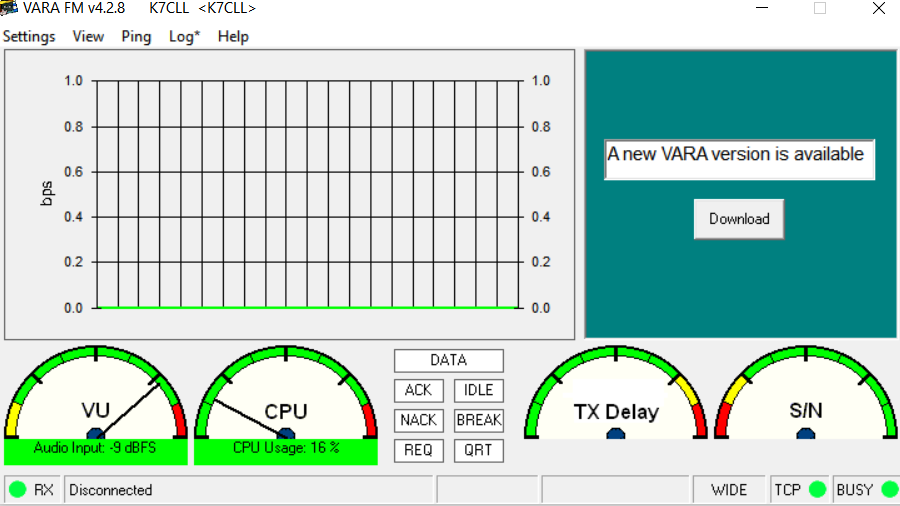 VARA FM v4.2.8 K7CLL <K7CLL>
Settings View Ping Log* Help
1.0 1.0
0.8 0.8
0.6 0.6
0.4 0.4
0.2 0.2
0.0 0.0
bps
A new VARA version is available
Download
VU
Audio Input: -9 dBFS
CPU
CPU Usage: 16 %
DATA
ACK IDLE
NACK BREAK
REQ QRT
TX Delay
S/N
RX Disconnected WIDE TCP BUSY